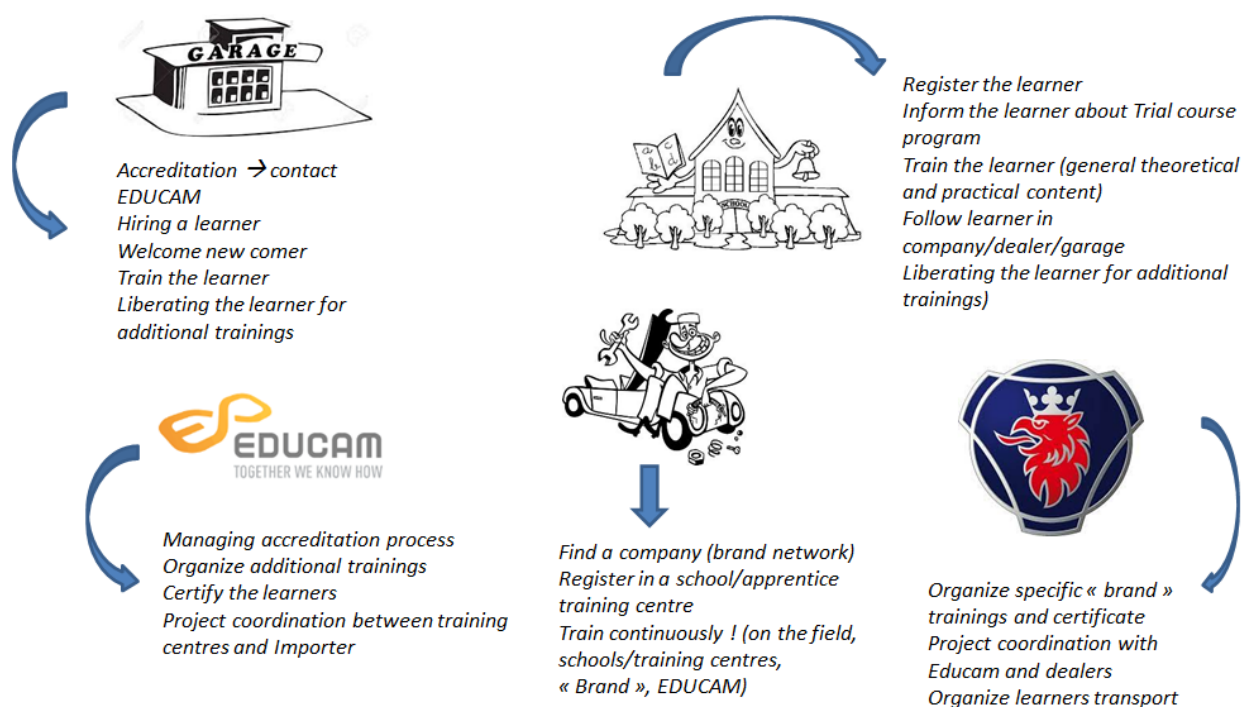 GARAGE
Accreditation → contact
EDUCAM
Hiring a learner
Welcome new comer
Train the learner
Liberating the learner for
additional trainings
SCHOOL
a b c d
Register the learner
Inform the learner about Trial course
program
Train the learner (general theoretical
and practical content)
Follow learner in
company/dealer/garage
Liberating the learner for additional
trainings)
EDUCAM
TOGETHER WE KNOW HOW
Managing accreditation process
Organize additional trainings
Certify the learners
Project coordination between training
centres and Importer
Find a company (brand network)
Register in a school/apprentice
training centre
Train continuously ! (on the field,
schools/training centres,
« Brand », EDUCAM)
Organize specific « brand »
trainings and certificate
Project coordination with
Educam and dealers
Organize learners transport